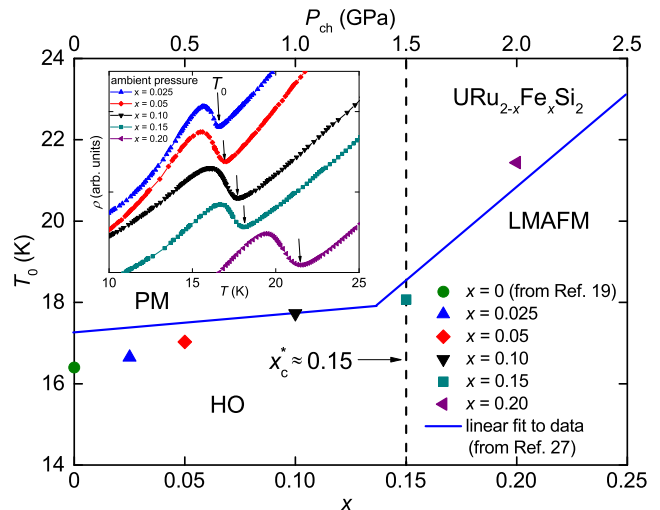 P_ch (GPa)
0 0.5 1.0 1.5 2.0 2.5
24
22
20
18
16
14
T_0 (K)
ambient pressure
x = 0.025
x = 0.05
x = 0.10
x = 0.15
x = 0.20
T_0
ρ (arb. units)
10 15 20 25
T (K)
URu_{2-x}Fe_xSi_2
LMAFM
PM
HO
x_c^* ≈ 0.15
x = 0 (from Ref. 19)
x = 0.025
x = 0.05
x = 0.10
x = 0.15
x = 0.20
linear fit to data
(from Ref. 27)
0 0.05 0.10 0.15 0.20 0.25
x